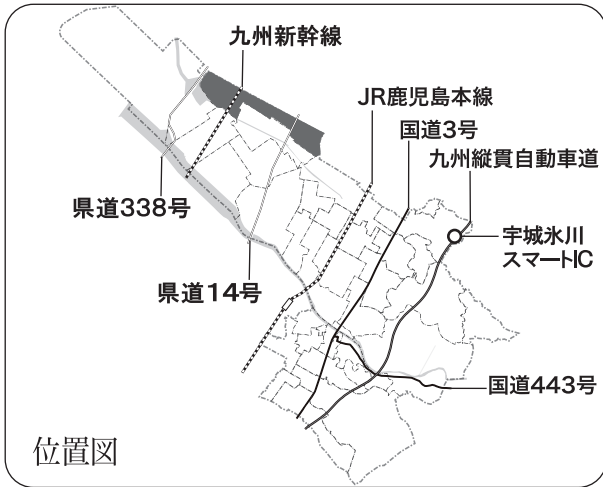 九州新幹線
JR鹿児島本線
国道3号
九州縦貫自動車道
宇城氷川
スマートIC
県道338号
県道14号
国道443号
位置図